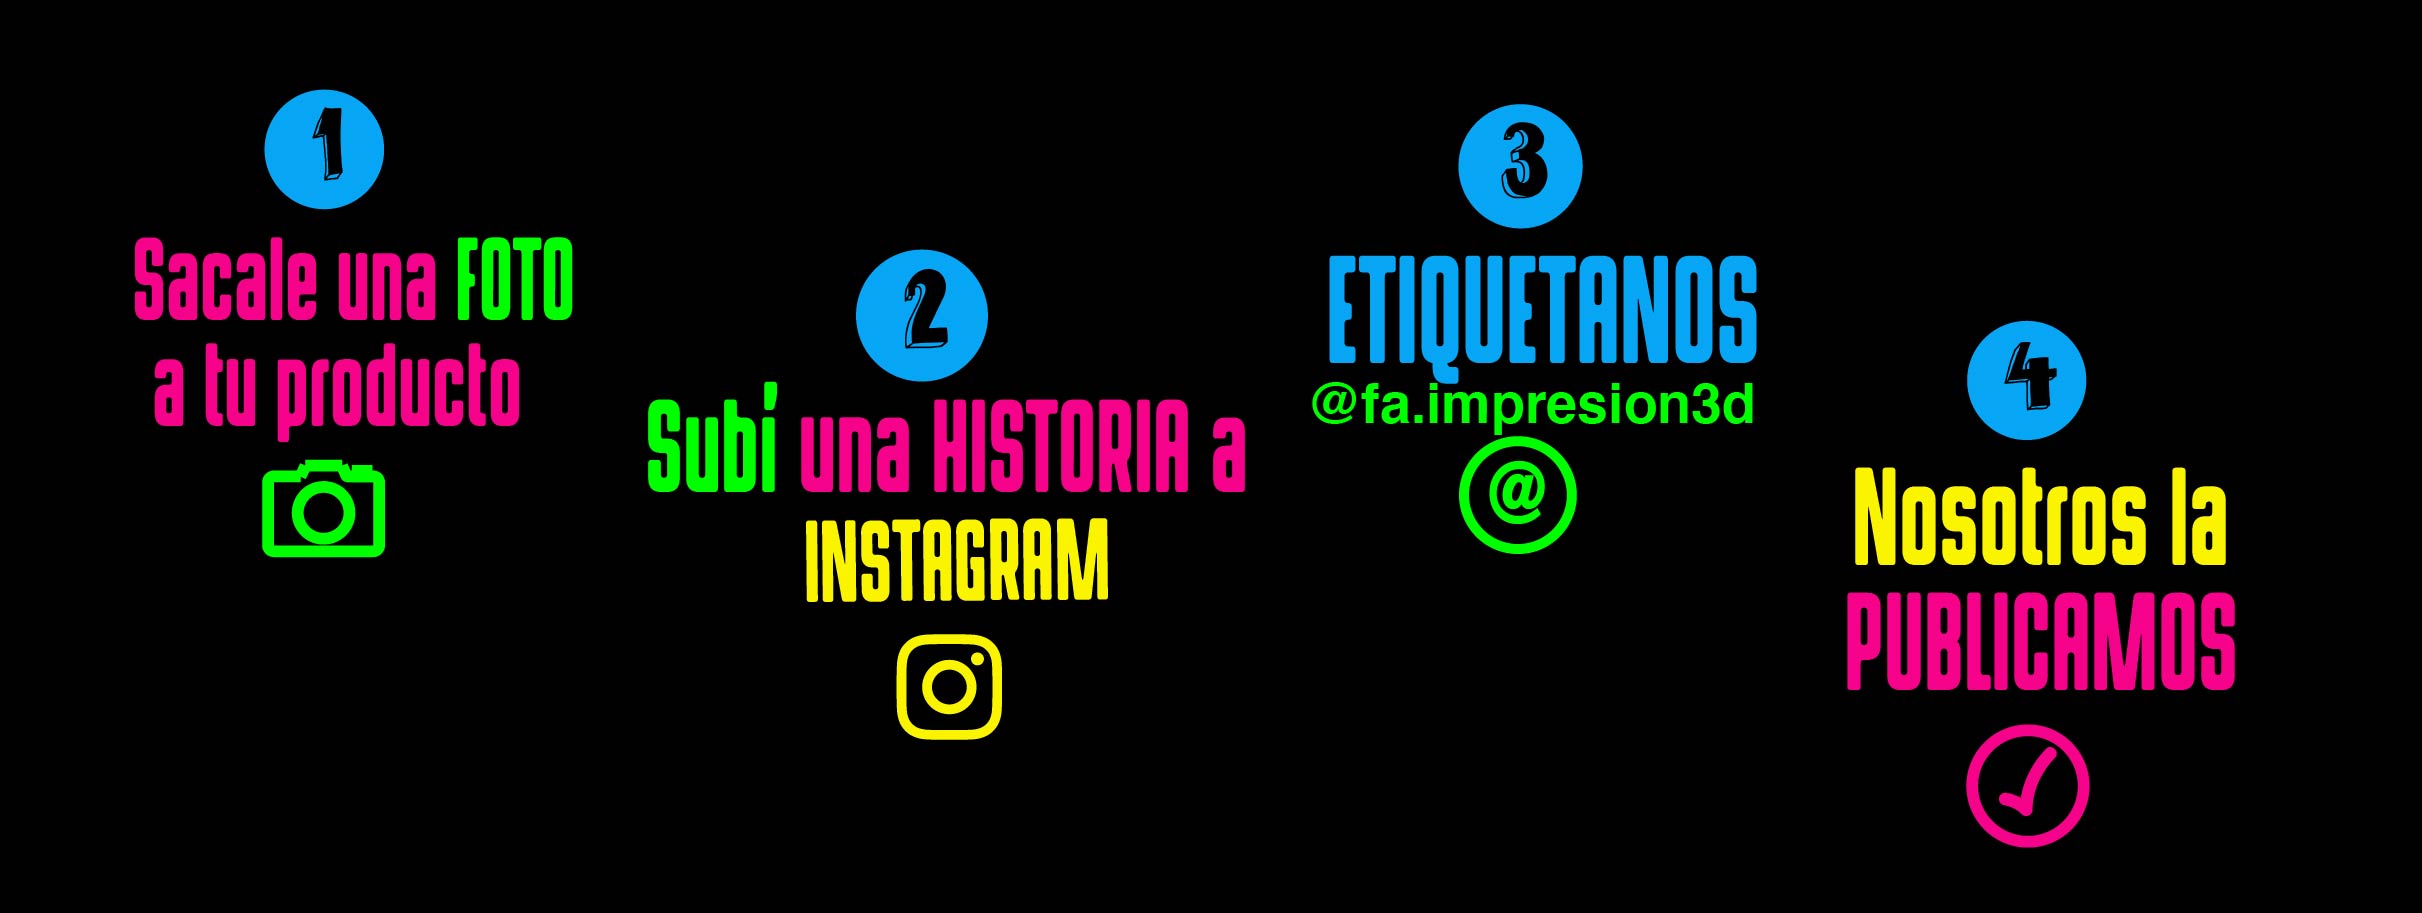 1
Sacale una FOTO
a tu producto
2
Subí una HISTORIA a
INSTAGRAM
3
ETIQUETANOS
@fa.impresion3d
@
4
Nosotros la
PUBLICAMOS